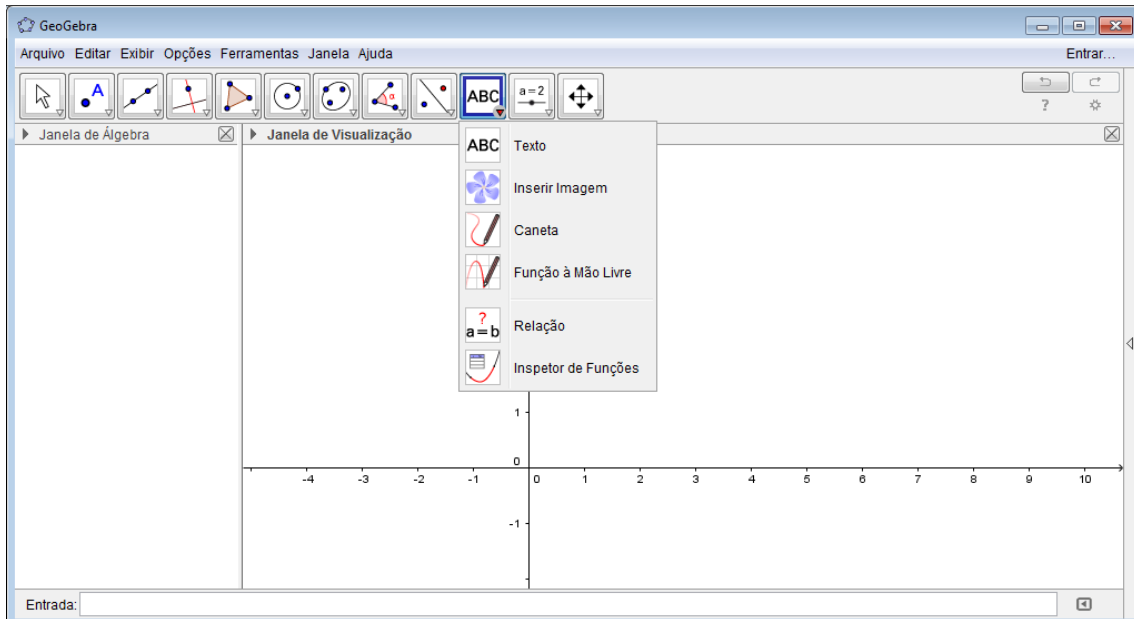 GeoGebra
Arquivo Editar Exibir Opções Ferramentas Janela Ajuda Entrar...
A α ABC a=2 ?
Janela de Álgebra Janela de Visualização
ABC Texto
Inserir Imagem
Caneta
Função à Mão Livre
? a=b Relação
Inspetor de Funções
1
0
-4 -3 -2 -1 0 1 2 3 4 5 6 7 8 9 10
-1
Entrada: